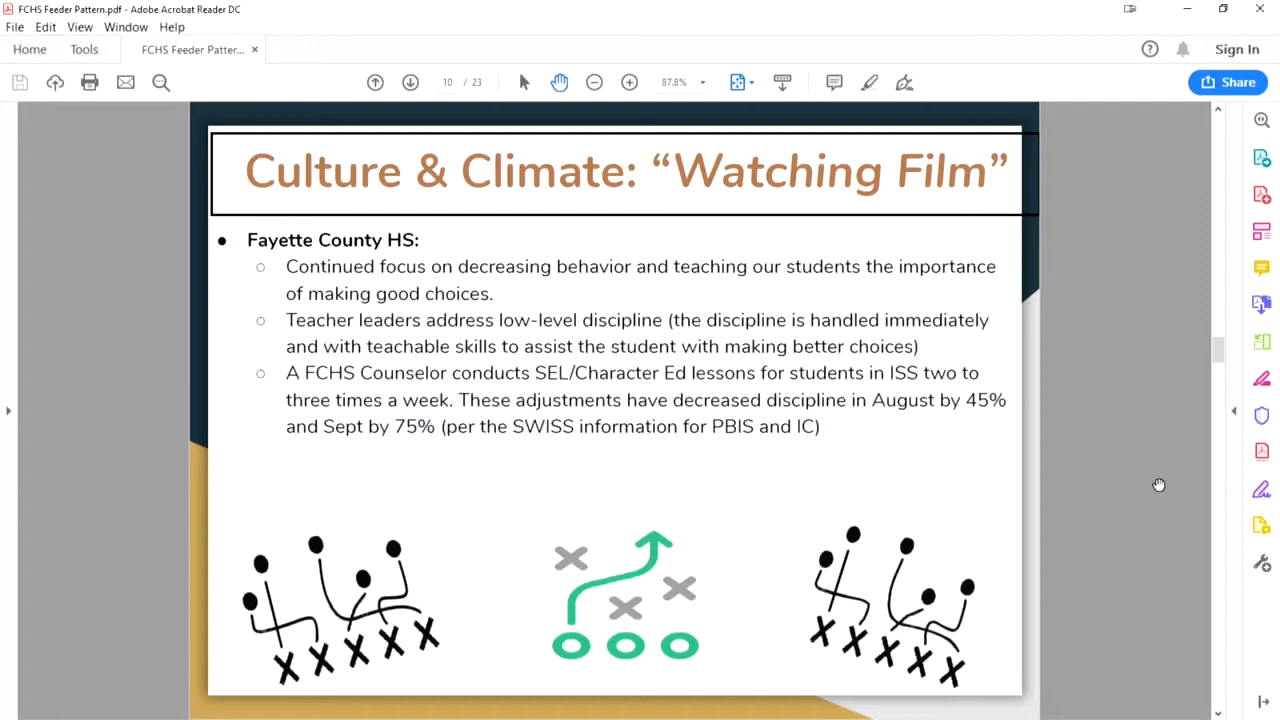 FCHS Feeder Pattern.pdf - Adobe Acrobat Reader DC
File Edit View Window Help
Home Tools FCHS Feeder Patter... × Sign In
10 / 23 87.8% Share
Culture & Climate: “Watching Film”
● Fayette County HS:
○ Continued focus on decreasing behavior and teaching our students the importance
of making good choices.
○ Teacher leaders address low-level discipline (the discipline is handled immediately
and with teachable skills to assist the student with making better choices)
○ A FCHS Counselor conducts SEL/Character Ed lessons for students in ISS two to
three times a week. These adjustments have decreased discipline in August by 45%
and Sept by 75% (per the SWISS information for PBIS and IC)